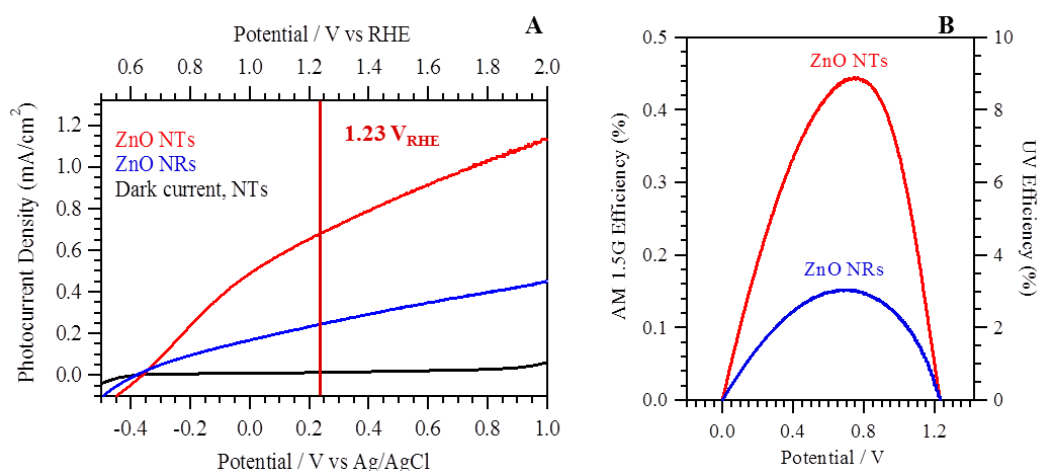 Potential / V vs RHE
A
0.6 0.8 1.0 1.2 1.4 1.6 1.8 2.0
Photocurrent Density (mA/cm²)
1.2
1.0
0.8
0.6
0.4
0.2
0.0
ZnO NTs
ZnO NRs
Dark current, NTs
1.23 V_RHE
-0.4 -0.2 0.0 0.2 0.4 0.6 0.8 1.0
Potential / V vs Ag/AgCl
B
AM 1.5G Efficiency (%)
0.5
0.4
0.3
0.2
0.1
0.0
ZnO NTs
ZnO NRs
10
8
6
4
2
0
UV Efficiency (%)
0.0 0.4 0.8 1.2
Potential / V